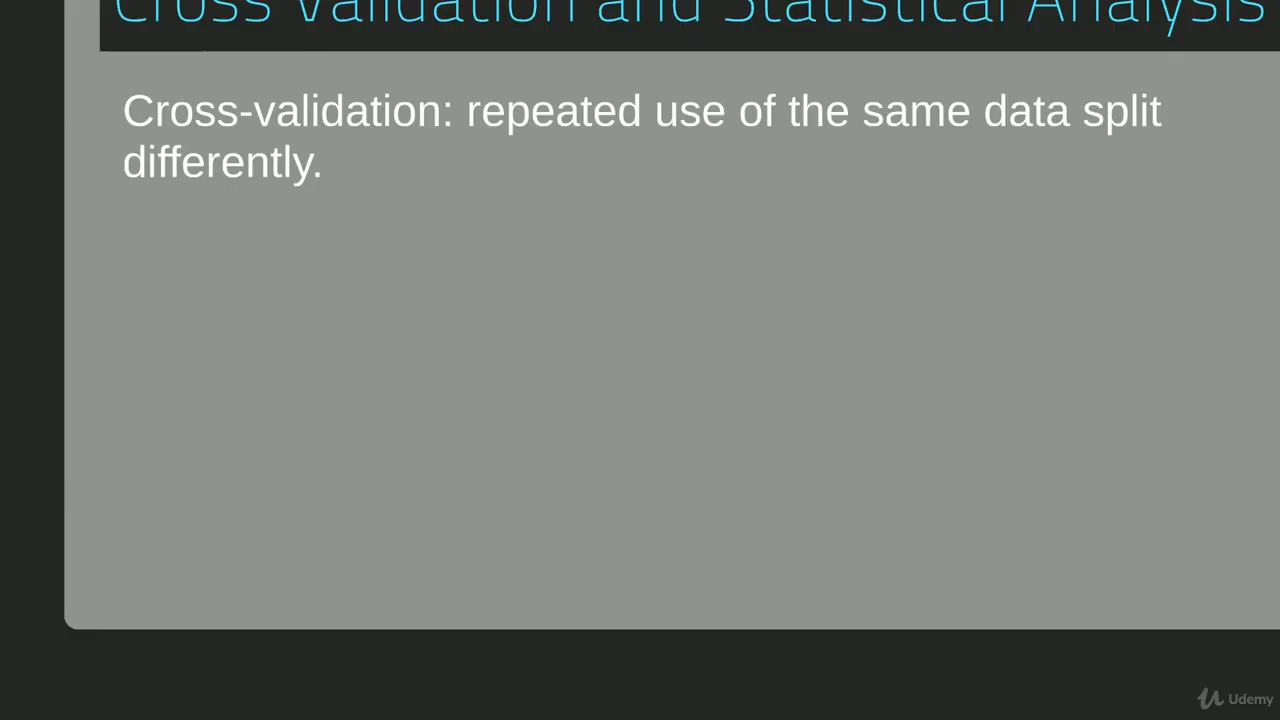 Cross Validation and Statistical Analysis
Cross-validation: repeated use of the same data split
differently.
Udemy